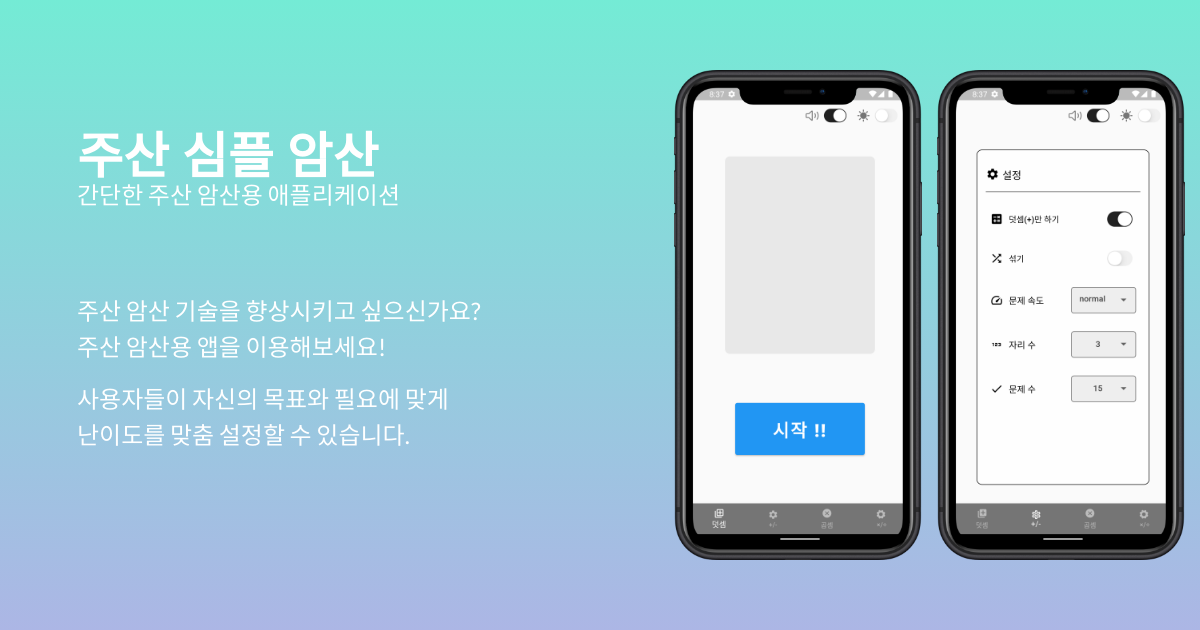 주산 심플 암산
간단한 주산 암산용 애플리케이션
주산 암산 기술을 향상시키고 싶으신가요?
주산 암산용 앱을 이용해보세요!
사용자들이 자신의 목표와 필요에 맞게
난이도를 맞춤 설정할 수 있습니다.
8:37
시작 !!
덧셈
+/-
곱셈
×/÷
8:37
설정
덧셈(+)만 하기
섞기
문제 속도
normal
123
자리 수
3
문제 수
15
덧셈
+/-
곱셈
×/÷